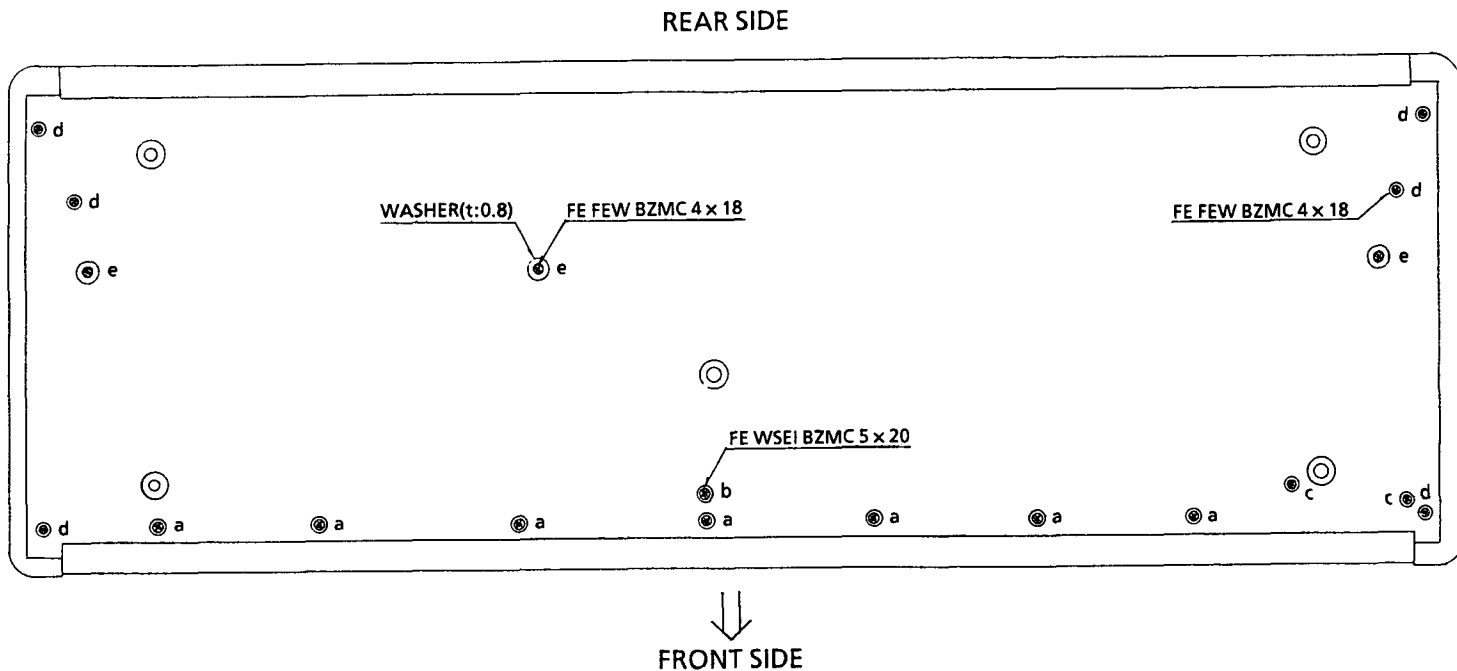 REAR SIDE
d
d
d
d
WASHER(t:0.8)
FE FEW BZMC 4 x 18
FE FEW BZMC 4 x 18
e
e
e
FE WSEI BZMC 5 x 20
b
c
c
d
d
a
a
a
a
a
a
a
FRONT SIDE